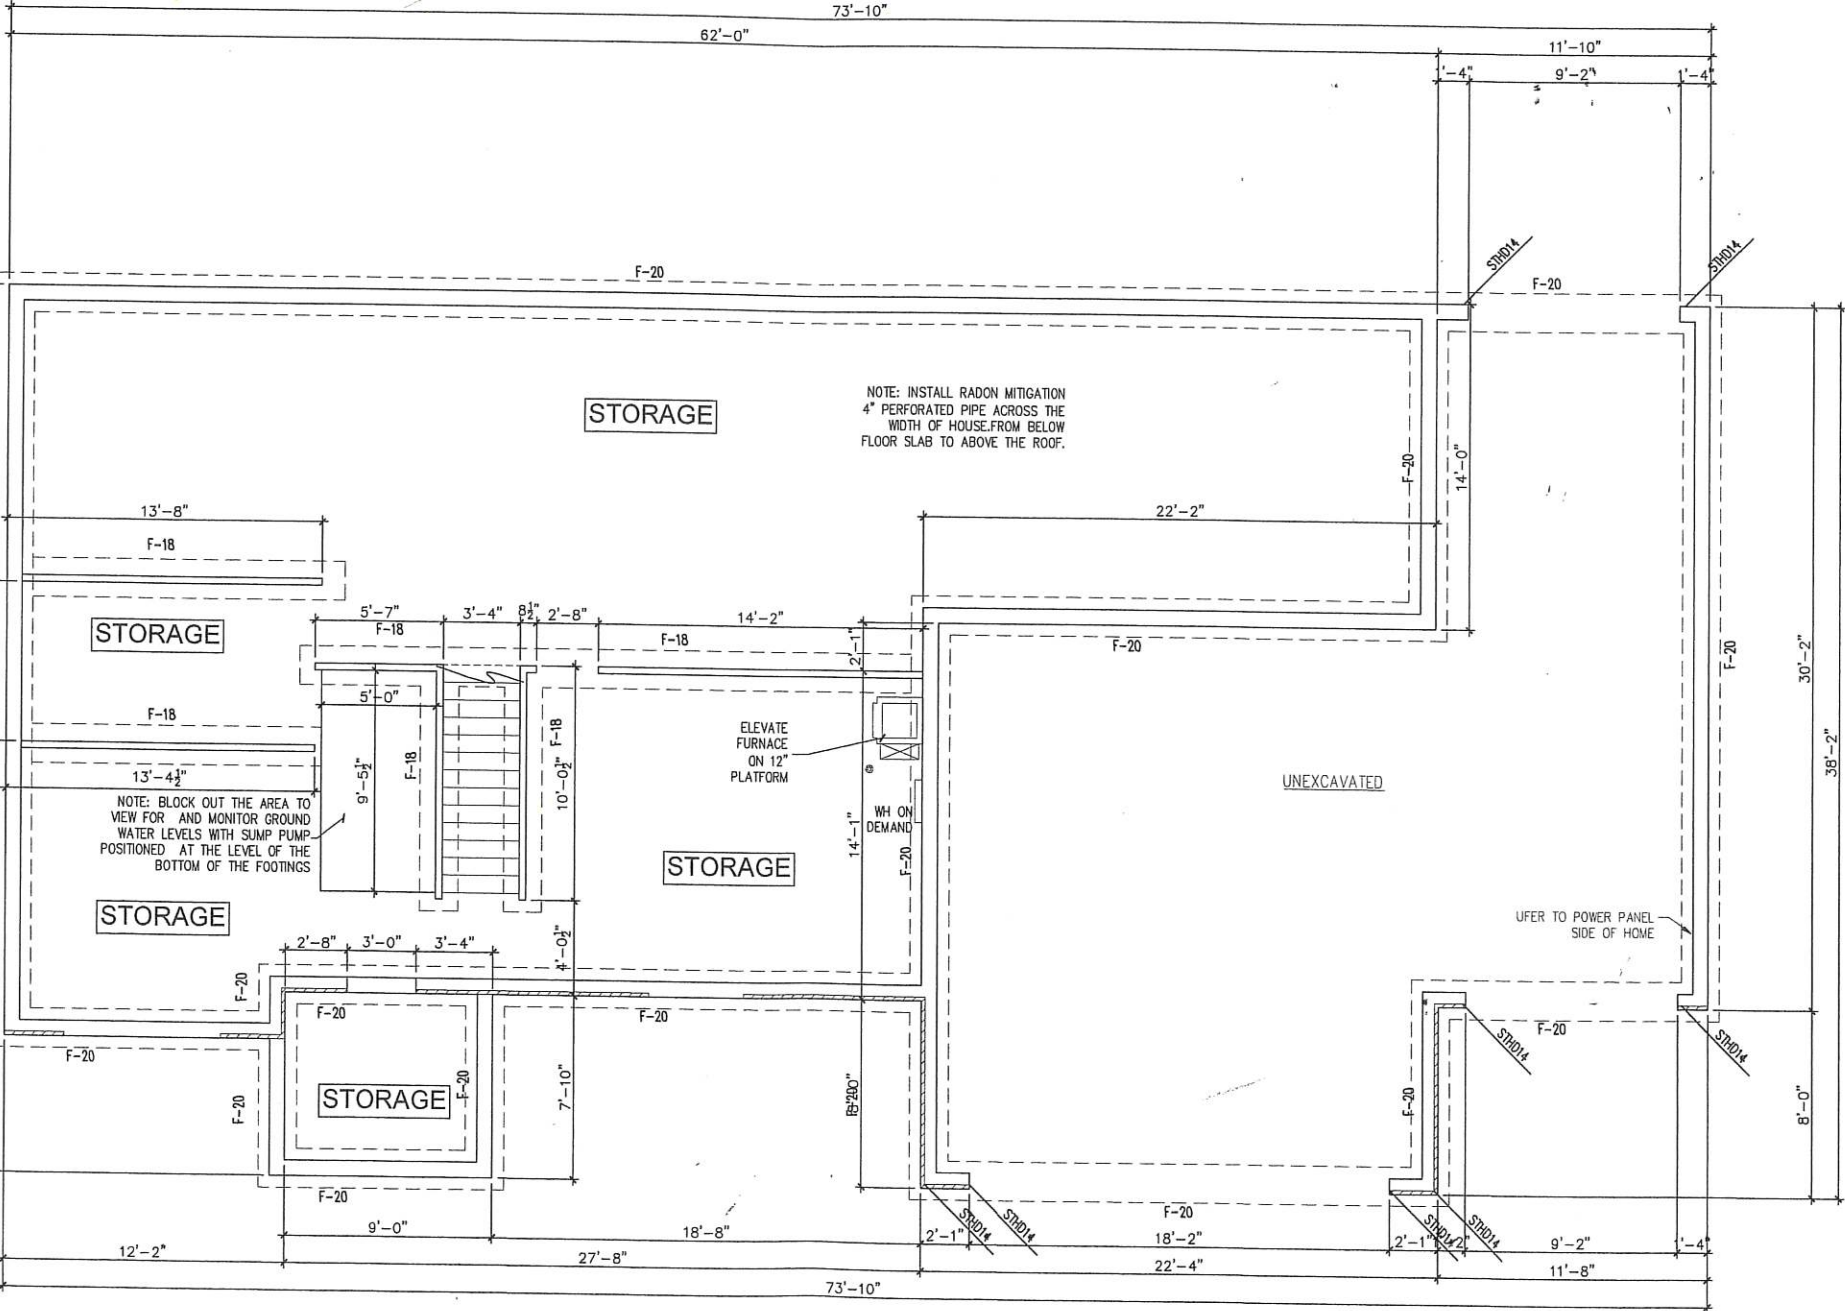 73'-10"
62'-0"
11'-10"
'-4"
9'-2"
1'-4"
STHD14
STHD14
F-20
F-20
STORAGE
NOTE: INSTALL RADON MITIGATION
4" PERFORATED PIPE ACROSS THE
WIDTH OF HOUSE.FROM BELOW
FLOOR SLAB TO ABOVE THE ROOF.
F-20
14'-0"
13'-8"
22'-2"
F-18
STORAGE
5'-7"
3'-4"
8½"
2'-8"
14'-2"
F-18
F-18
2'-1"
F-20
F-20
30'-2"
5'-0"
F-18
F-18
F-18
ELEVATE
FURNACE
ON 12"
PLATFORM
38'-2"
UNEXCAVATED
13'-4½"
9'-5½"
10'-0½"
NOTE: BLOCK OUT THE AREA TO
VIEW FOR AND MONITOR GROUND
WATER LEVELS WITH SUMP PUMP
POSITIONED AT THE LEVEL OF THE
BOTTOM OF THE FOOTINGS
WH ON
DEMAND
14'-1"
F-20
STORAGE
STORAGE
UFER TO POWER PANEL
SIDE OF HOME
2'-8"
3'-0"
3'-4"
4'-0½"
F-20
F-20
F-20
F-20
STHD14
STHD14
F-20
F-20
STORAGE
F-20
7'-10"
F-20
8'-0"
F-20
F-20
STHD14
STHD14
STHD14
STHD14
9'-0"
18'-8"
2'-1"
18'-2"
2'-1"
9'-2"
'-4"
12'-2"
27'-8"
22'-4"
11'-8"
73'-10"